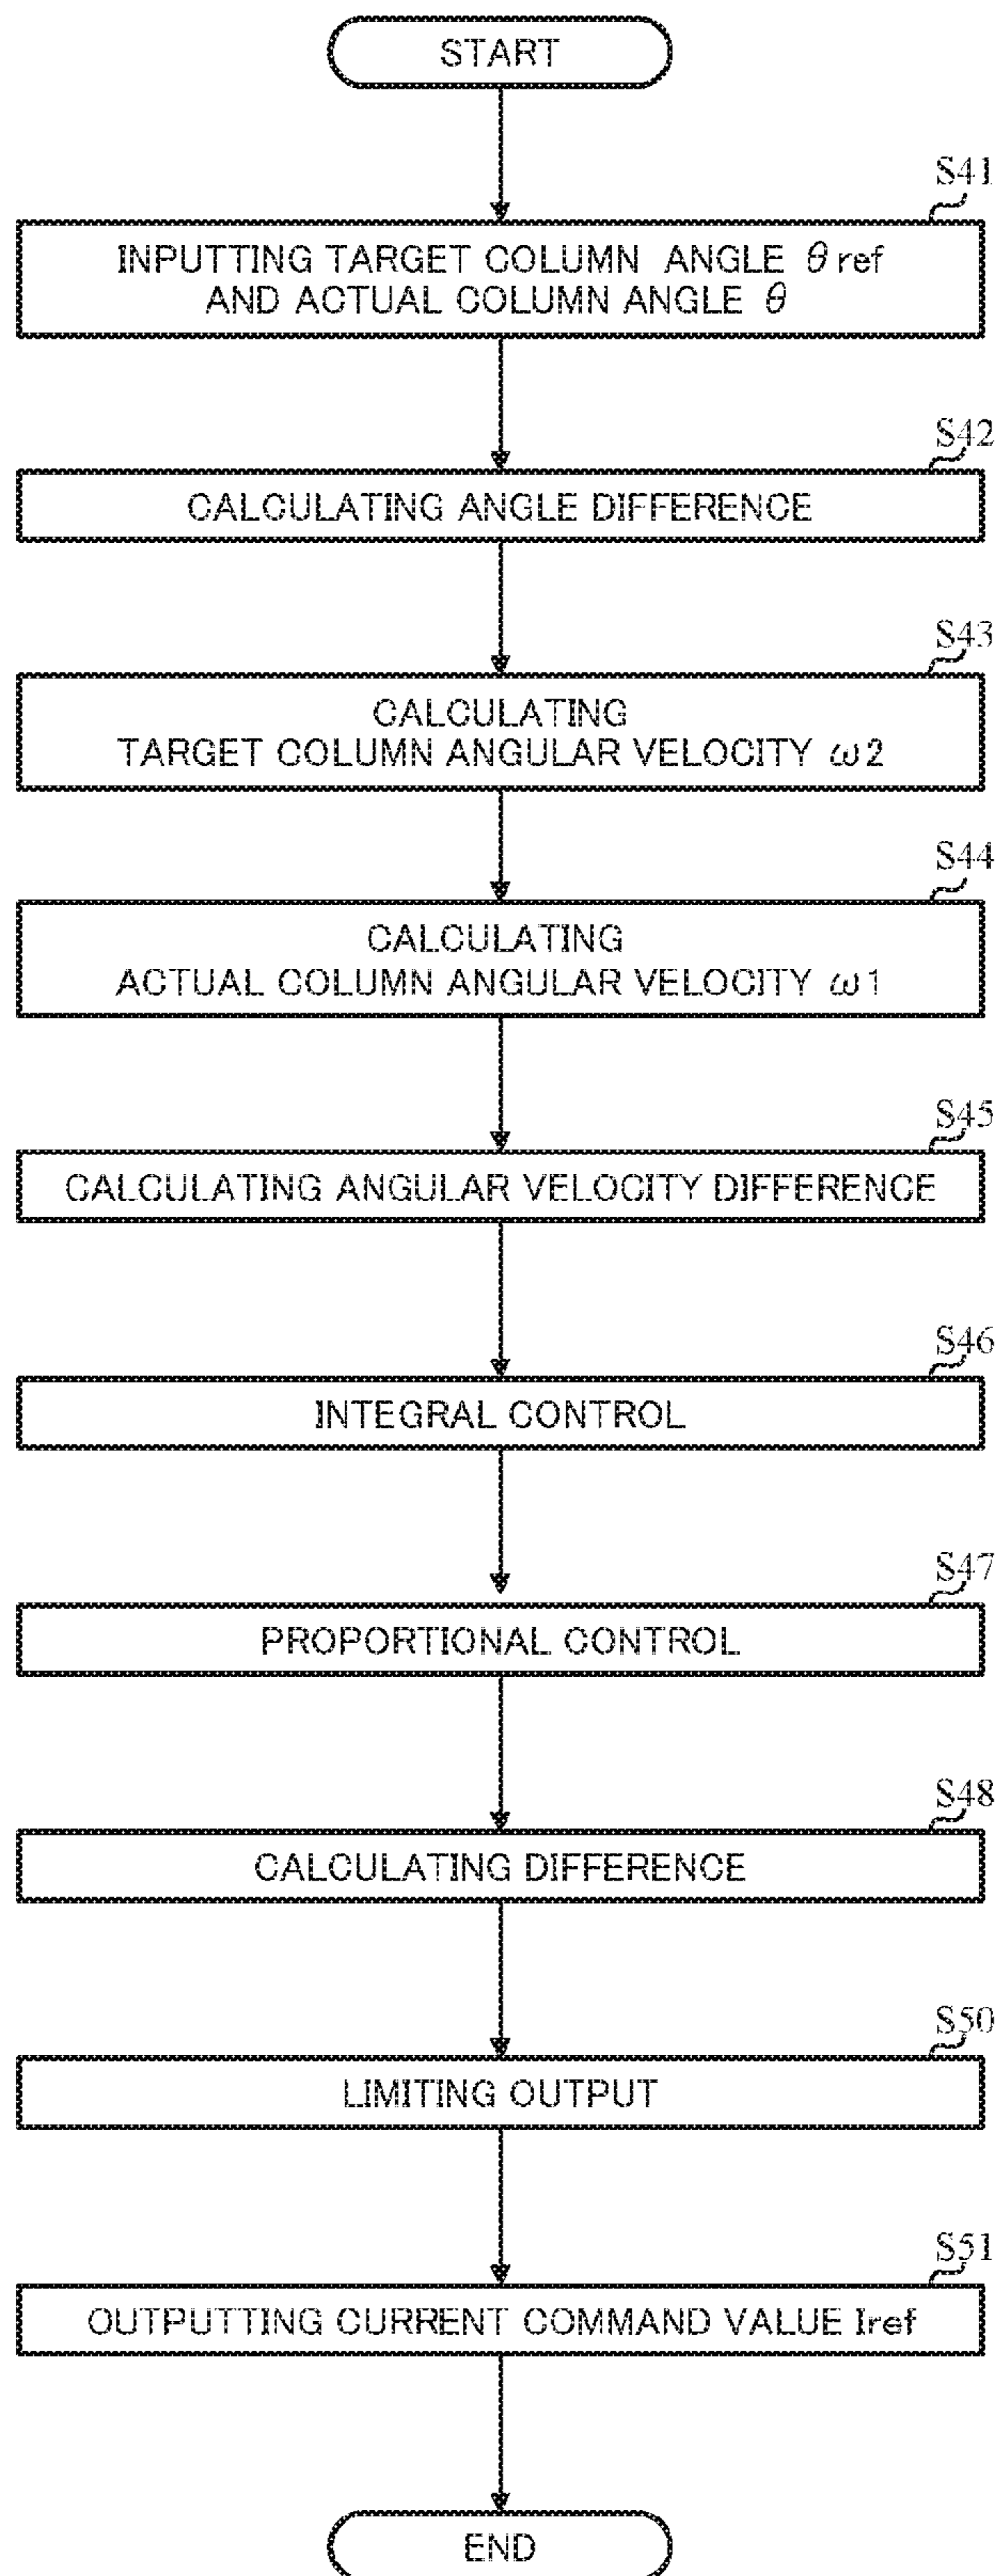 START
S41
INPUTTING TARGET COLUMN ANGLE θref
AND ACTUAL COLUMN ANGLE θ
S42
CALCULATING ANGLE DIFFERENCE
S43
CALCULATING
TARGET COLUMN ANGULAR VELOCITY ω2
S44
CALCULATING
ACTUAL COLUMN ANGULAR VELOCITY ω1
S45
CALCULATING ANGULAR VELOCITY DIFFERENCE
S46
INTEGRAL CONTROL
S47
PROPORTIONAL CONTROL
S48
CALCULATING DIFFERENCE
S50
LIMITING OUTPUT
S51
OUTPUTTING CURRENT COMMAND VALUE Iref
END